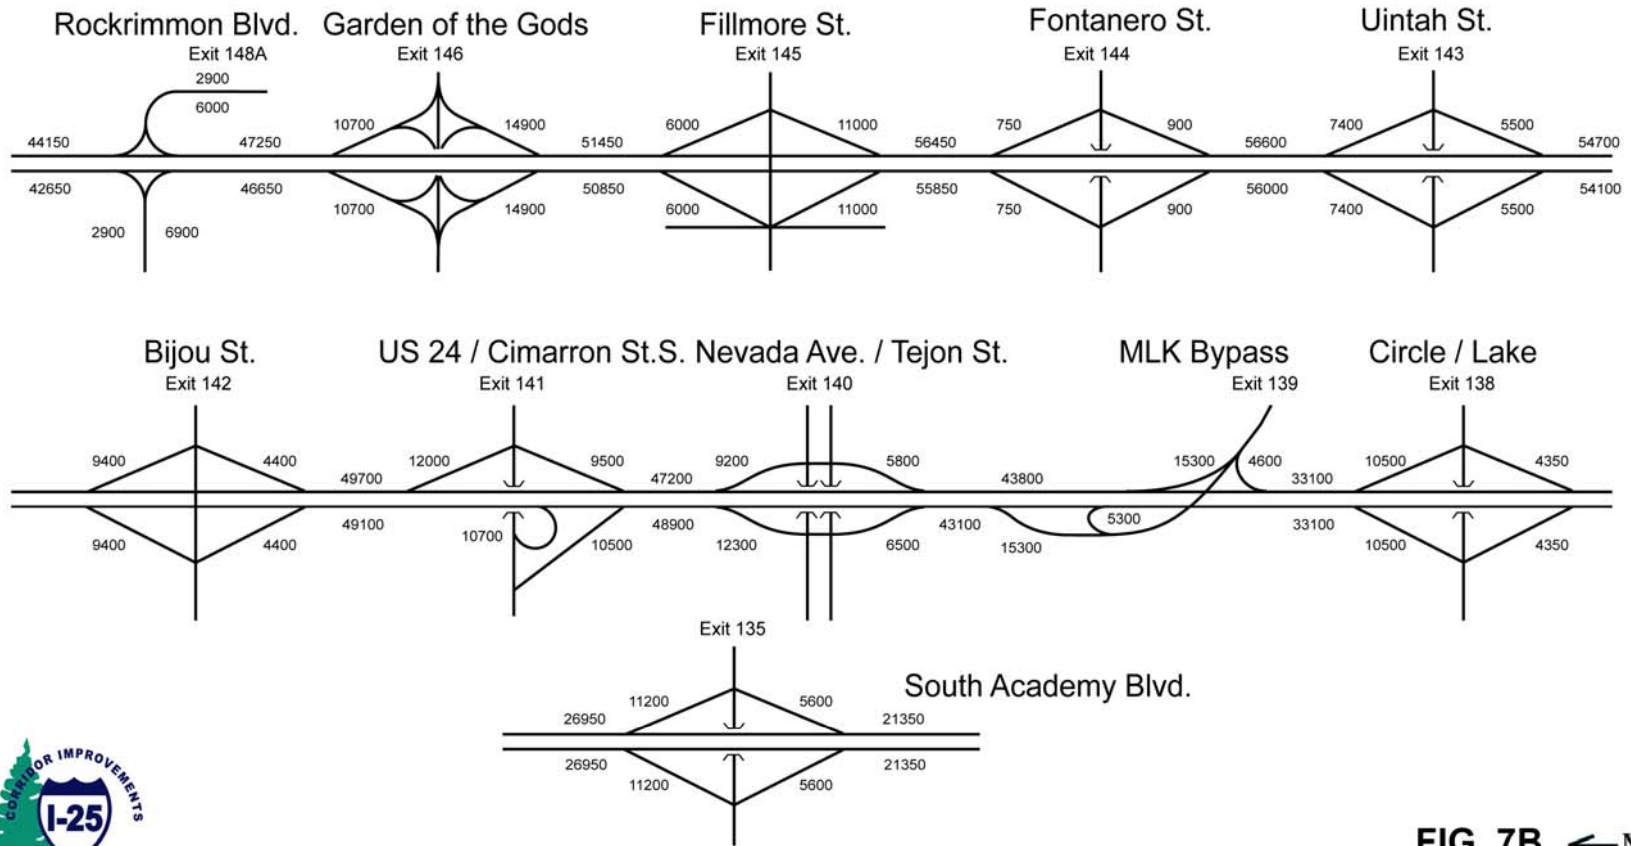 Rockrimmon Blvd.
Exit 148A
Garden of the Gods
Exit 146
Fillmore St.
Exit 145
Fontanero St.
Exit 144
Uintah St.
Exit 143
2900
6000
44150
47250
10700
14900
51450
6000
11000
56450
750
900
56600
7400
5500
54700
42650
46650
10700
14900
50850
6000
11000
55850
750
900
56000
7400
5500
54100
2900
6900
Bijou St.
Exit 142
US 24 / Cimarron St.
Exit 141
S. Nevada Ave. / Tejon St.
Exit 140
MLK Bypass
Exit 139
Circle / Lake
Exit 138
9400
4400
49700
12000
9500
47200
9200
5800
43800
15300
4600
33100
10500
4350
9400
4400
49100
10700
10500
48900
12300
6500
43100
15300
5300
33100
10500
4350
Exit 135
South Academy Blvd.
26950
11200
5600
21350
26950
11200
5600
21350
CORRIDOR IMPROVEMENTS
I-25
FIG. 7B
N